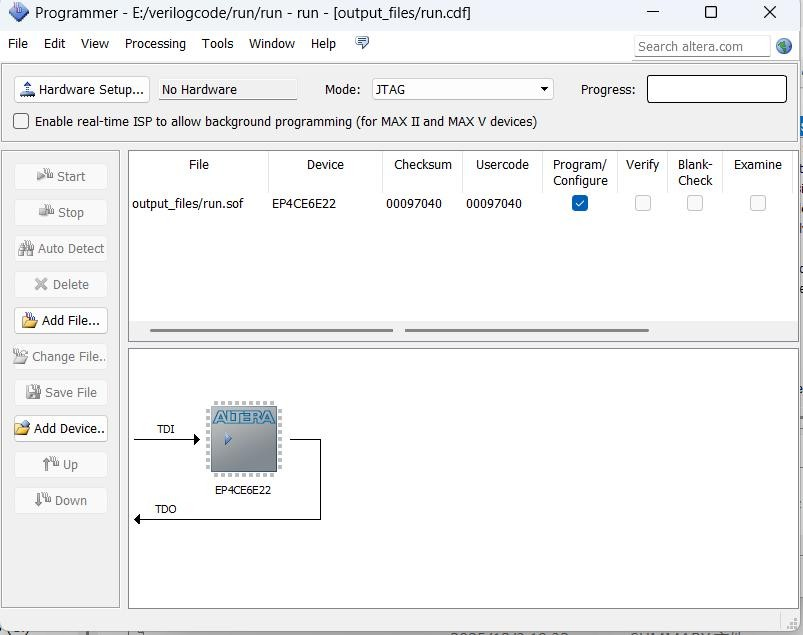 Programmer - E:/verilogcode/run/run - run - [output_files/run.cdf]
File Edit View Processing Tools Window Help
Search altera.com
Hardware Setup... No Hardware Mode: JTAG Progress:
Enable real-time ISP to allow background programming (for MAX II and MAX V devices)
Start
Stop
Auto Detect
Delete
Add File...
Change File..
Save File
Add Device..
Up
Down
File Device Checksum Usercode Program/ Verify Blank- Examine
Configure Check
output_files/run.sof EP4CE6E22 00097040 00097040
TDI
ALTERA
EP4CE6E22
TDO